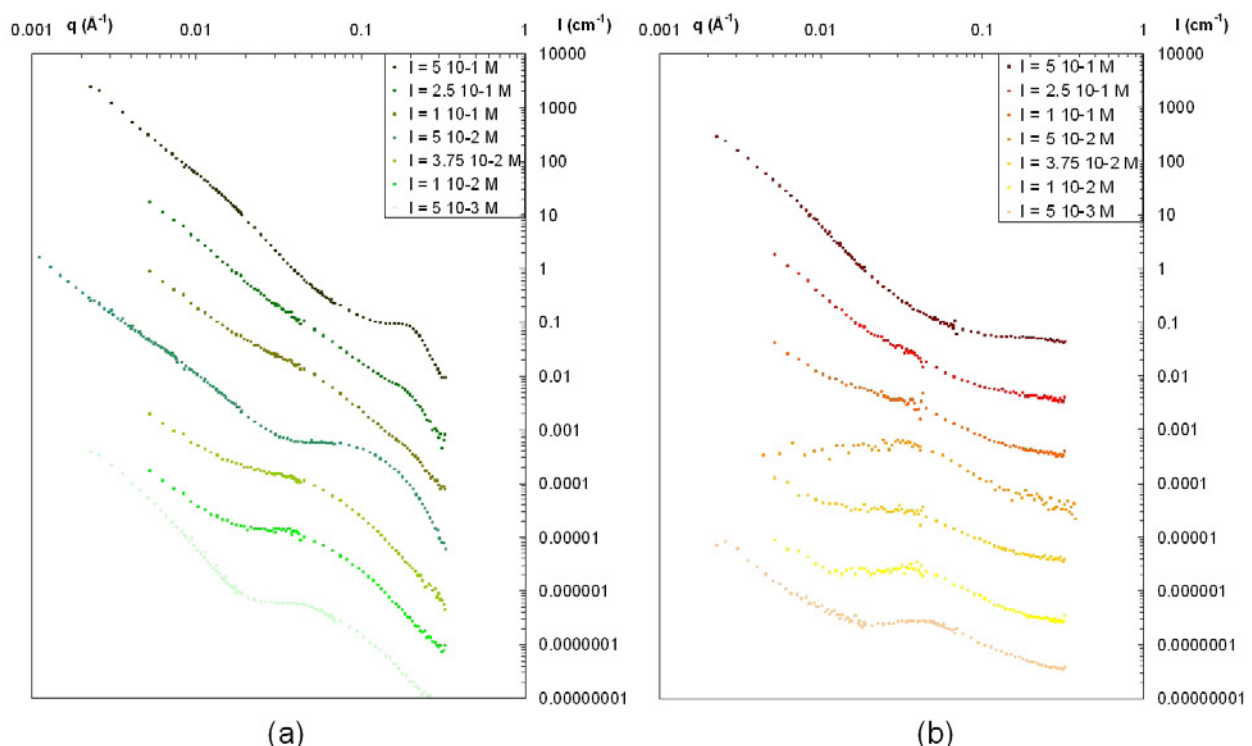 0.001 q (Å⁻¹) 0.01 0.1 I (cm⁻¹) 1
10000
1000
100
10
1
0.1
0.01
0.001
0.0001
0.00001
0.000001
0.0000001
0.00000001
I = 5 10-1 M
I = 2.5 10-1 M
I = 1 10-1 M
I = 5 10-2 M
I = 3.75 10-2 M
I = 1 10-2 M
I = 5 10-3 M
(a)
0.001 q (Å⁻¹) 0.01 0.1 I (cm⁻¹) 1
10000
1000
100
10
1
0.1
0.01
0.001
0.0001
0.00001
0.000001
0.0000001
0.00000001
I = 5 10-1 M
I = 2.5 10-1 M
I = 1 10-1 M
I = 5 10-2 M
I = 3.75 10-2 M
I = 1 10-2 M
I = 5 10-3 M
(b)